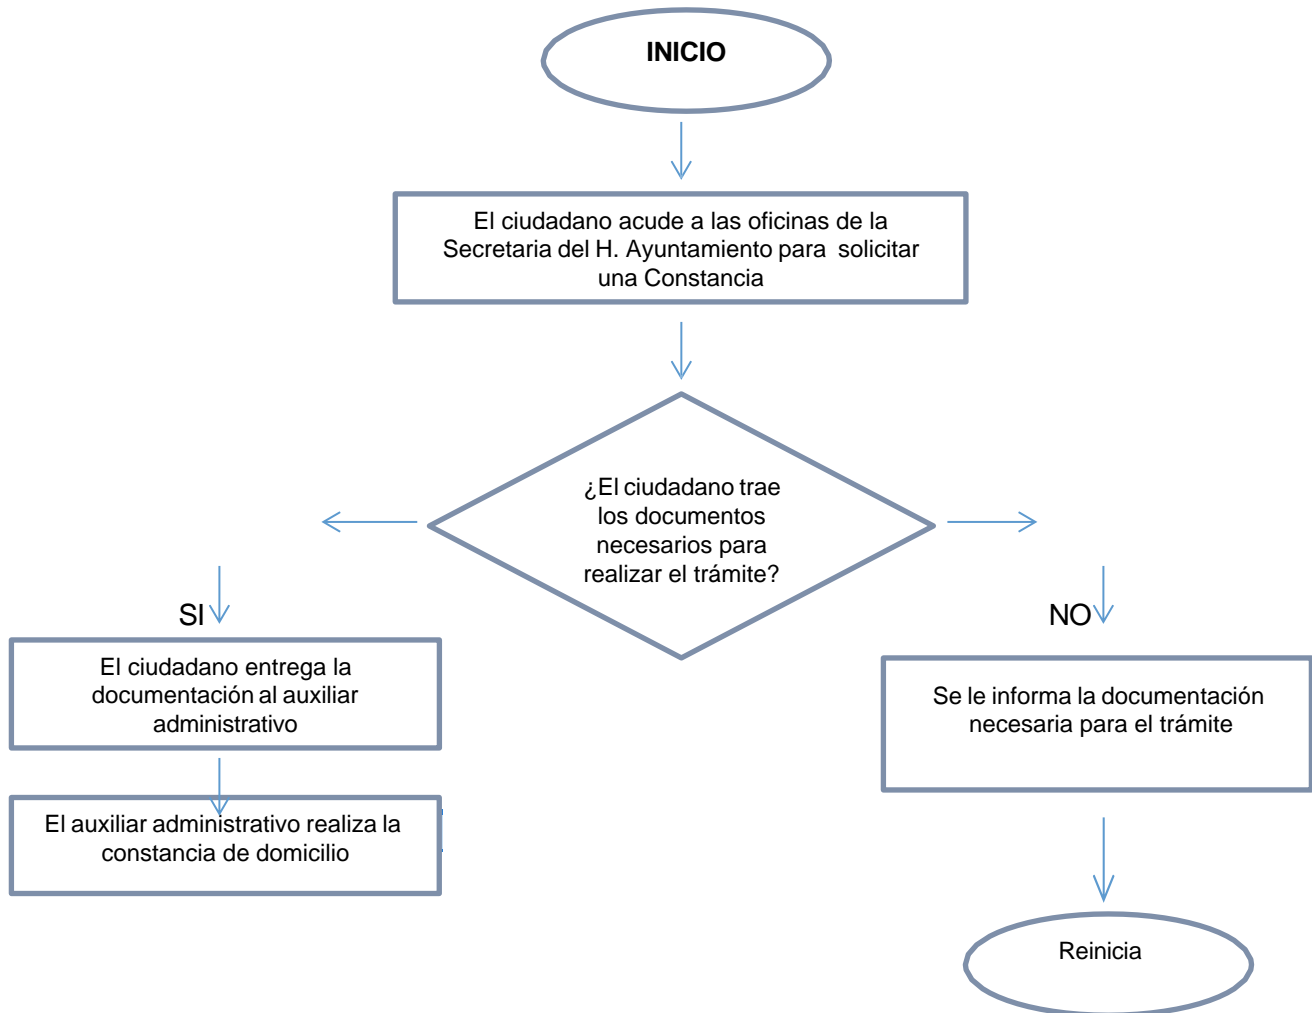 INICIO
El ciudadano acude a las oficinas de la
Secretaria del H. Ayuntamiento para solicitar
una Constancia
¿El ciudadano trae
los documentos
necesarios para
realizar el trámite?
SI
NO
El ciudadano entrega la
documentación al auxiliar
administrativo
Se le informa la documentación
necesaria para el trámite
El auxiliar administrativo realiza la
constancia de domicilio
Reinicia